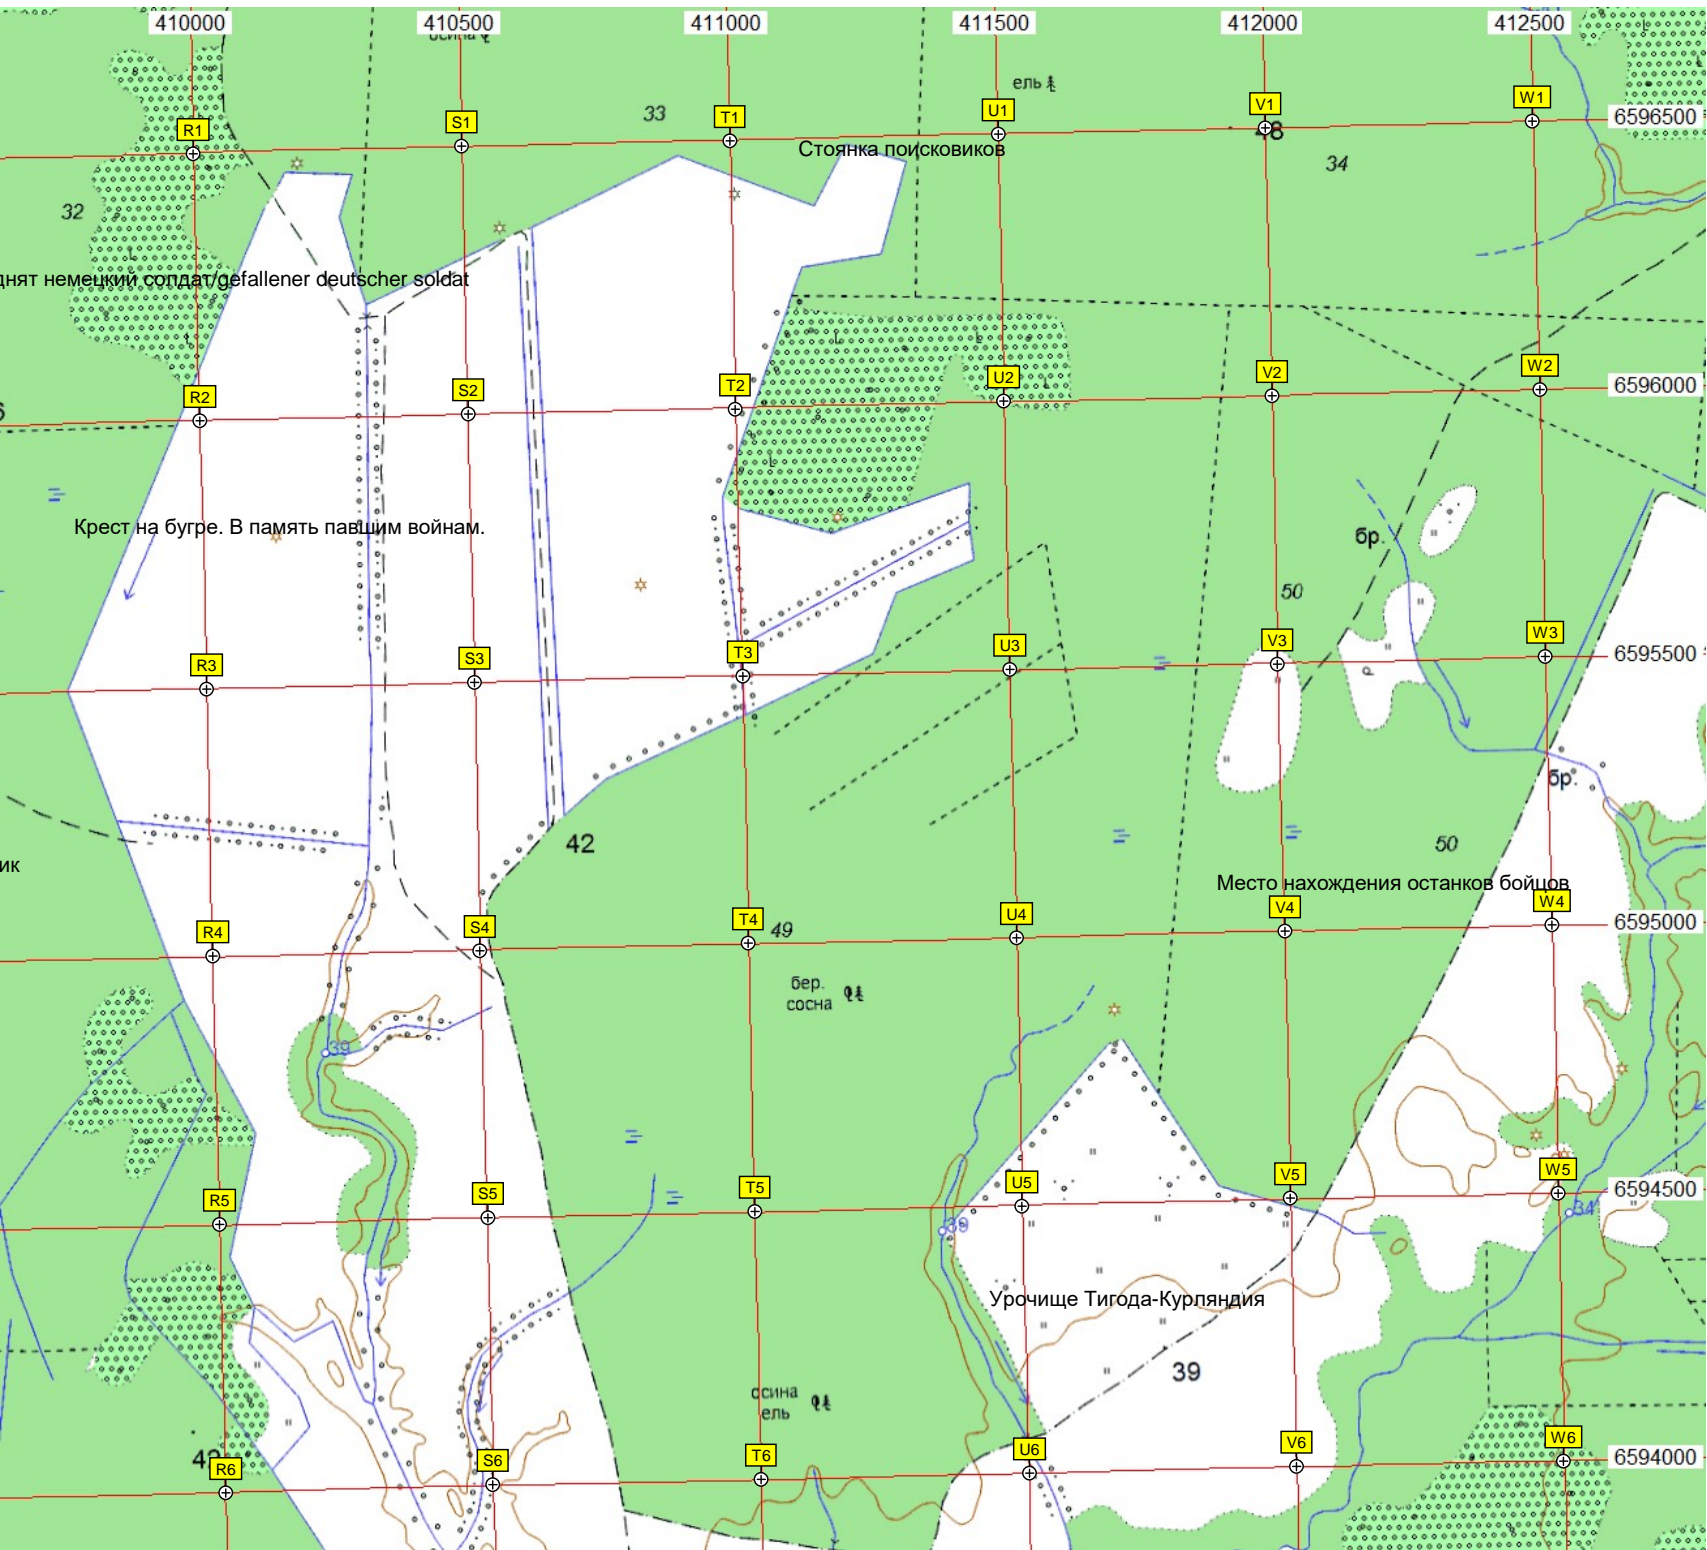 410000 410500 411000 411500 412000 412500
осина
ель
33
W1
V1
U1
T1
S1
R1
6596500
48
Стоянка поисковиков
34
32
днят немецкий солдат/gefallener deutscher soldat
W2
V2
U2
T2
S2
R2
6596000
6
Крест на бугре. В память павшим войнам.
бр.
50
W3
V3
U3
T3
S3
R3
6595500
бр.
42
50
ик
Место нахождения останков бойцов
W4
V4
U4
T4
S4
R4
6595000
49
бер.
сосна
39
W5
V5
U5
T5
S5
R5
6594500
34
39
Урочище Тигода-Курляндия
39
осина
ель
W6
V6
U6
T6
S6
R6
6594000